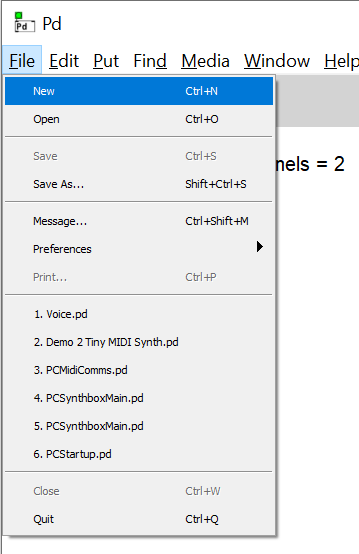 Pd
File Edit Put Find Media Window Help
New Ctrl+N
Open Ctrl+O
Save Ctrl+S
Save As... Shift+Ctrl+S
nels = 2
Message... Ctrl+Shift+M
Preferences
Print... Ctrl+P
1. Voice.pd
2. Demo 2 Tiny MIDI Synth.pd
3. PCMidiComms.pd
4. PCSynthboxMain.pd
5. PCSynthboxMain.pd
6. PCStartup.pd
Close Ctrl+W
Quit Ctrl+Q